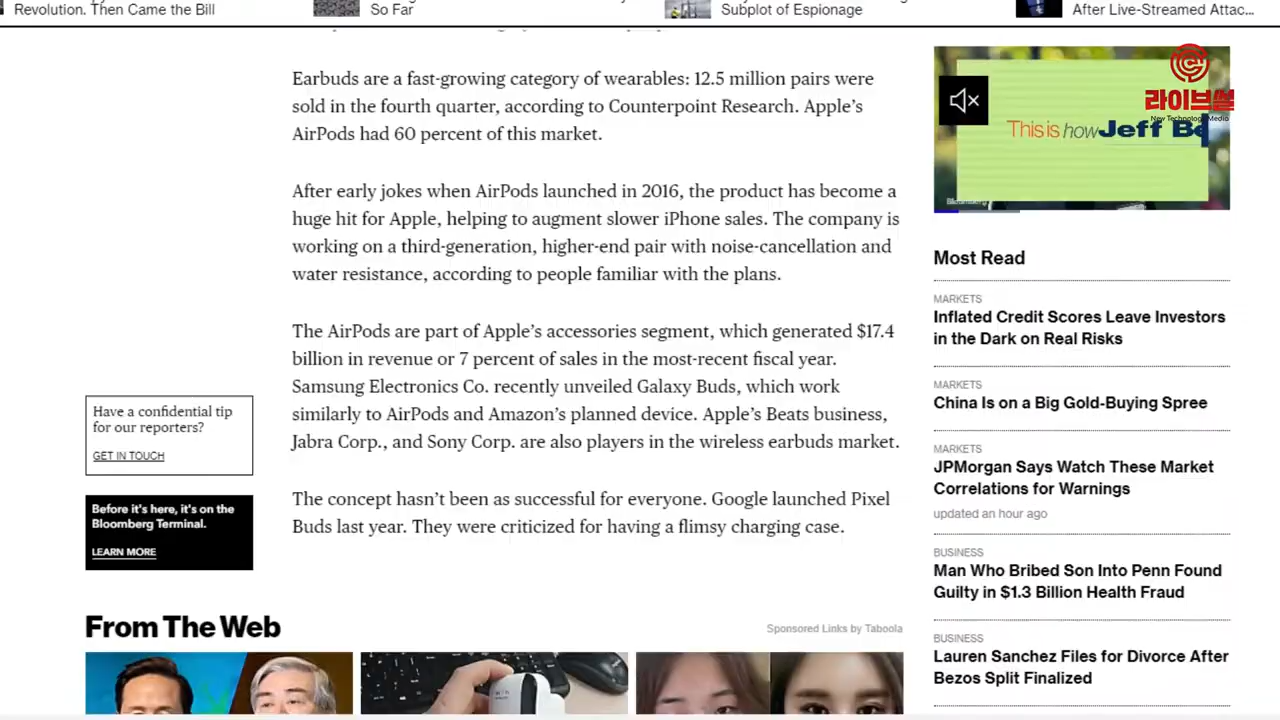 Revolution. Then Came the Bill
So Far
Subplot of Espionage
After Live-Streamed Attac...
Earbuds are a fast-growing category of wearables: 12.5 million pairs were
sold in the fourth quarter, according to Counterpoint Research. Apple’s
AirPods had 60 percent of this market.
After early jokes when AirPods launched in 2016, the product has become a
huge hit for Apple, helping to augment slower iPhone sales. The company is
working on a third-generation, higher-end pair with noise-cancellation and
water resistance, according to people familiar with the plans.
The AirPods are part of Apple’s accessories segment, which generated $17.4
billion in revenue or 7 percent of sales in the most-recent fiscal year.
Samsung Electronics Co. recently unveiled Galaxy Buds, which work
similarly to AirPods and Amazon’s planned device. Apple’s Beats business,
Jabra Corp., and Sony Corp. are also players in the wireless earbuds market.
The concept hasn’t been as successful for everyone. Google launched Pixel
Buds last year. They were criticized for having a flimsy charging case.
Have a confidential tip
for our reporters?
GET IN TOUCH
Before it's here, it's on the
Bloomberg Terminal.
LEARN MORE
From The Web
Sponsored Links by Taboola
라이브썰
New Technology Media
This is how Jeff Be
Bloomberg
Most Read
MARKETS
Inflated Credit Scores Leave Investors
in the Dark on Real Risks
MARKETS
China Is on a Big Gold-Buying Spree
MARKETS
JPMorgan Says Watch These Market
Correlations for Warnings
updated an hour ago
BUSINESS
Man Who Bribed Son Into Penn Found
Guilty in $1.3 Billion Health Fraud
BUSINESS
Lauren Sanchez Files for Divorce After
Bezos Split Finalized